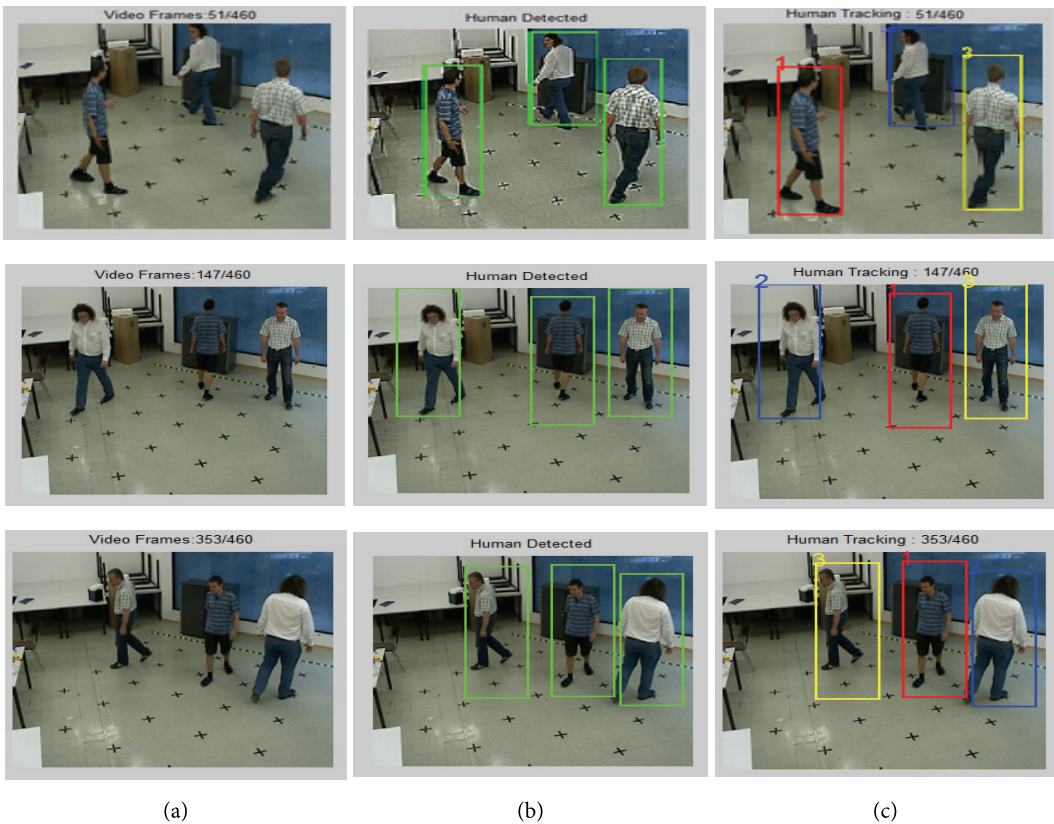 Video Frames:51/460
Human Detected
Human Tracking : 51/460
1
3
Video Frames:147/460
Human Detected
Human Tracking : 147/460
2
1
3
Video Frames:353/460
Human Detected
Human Tracking : 353/460
3
1
2
(a)
(b)
(c)